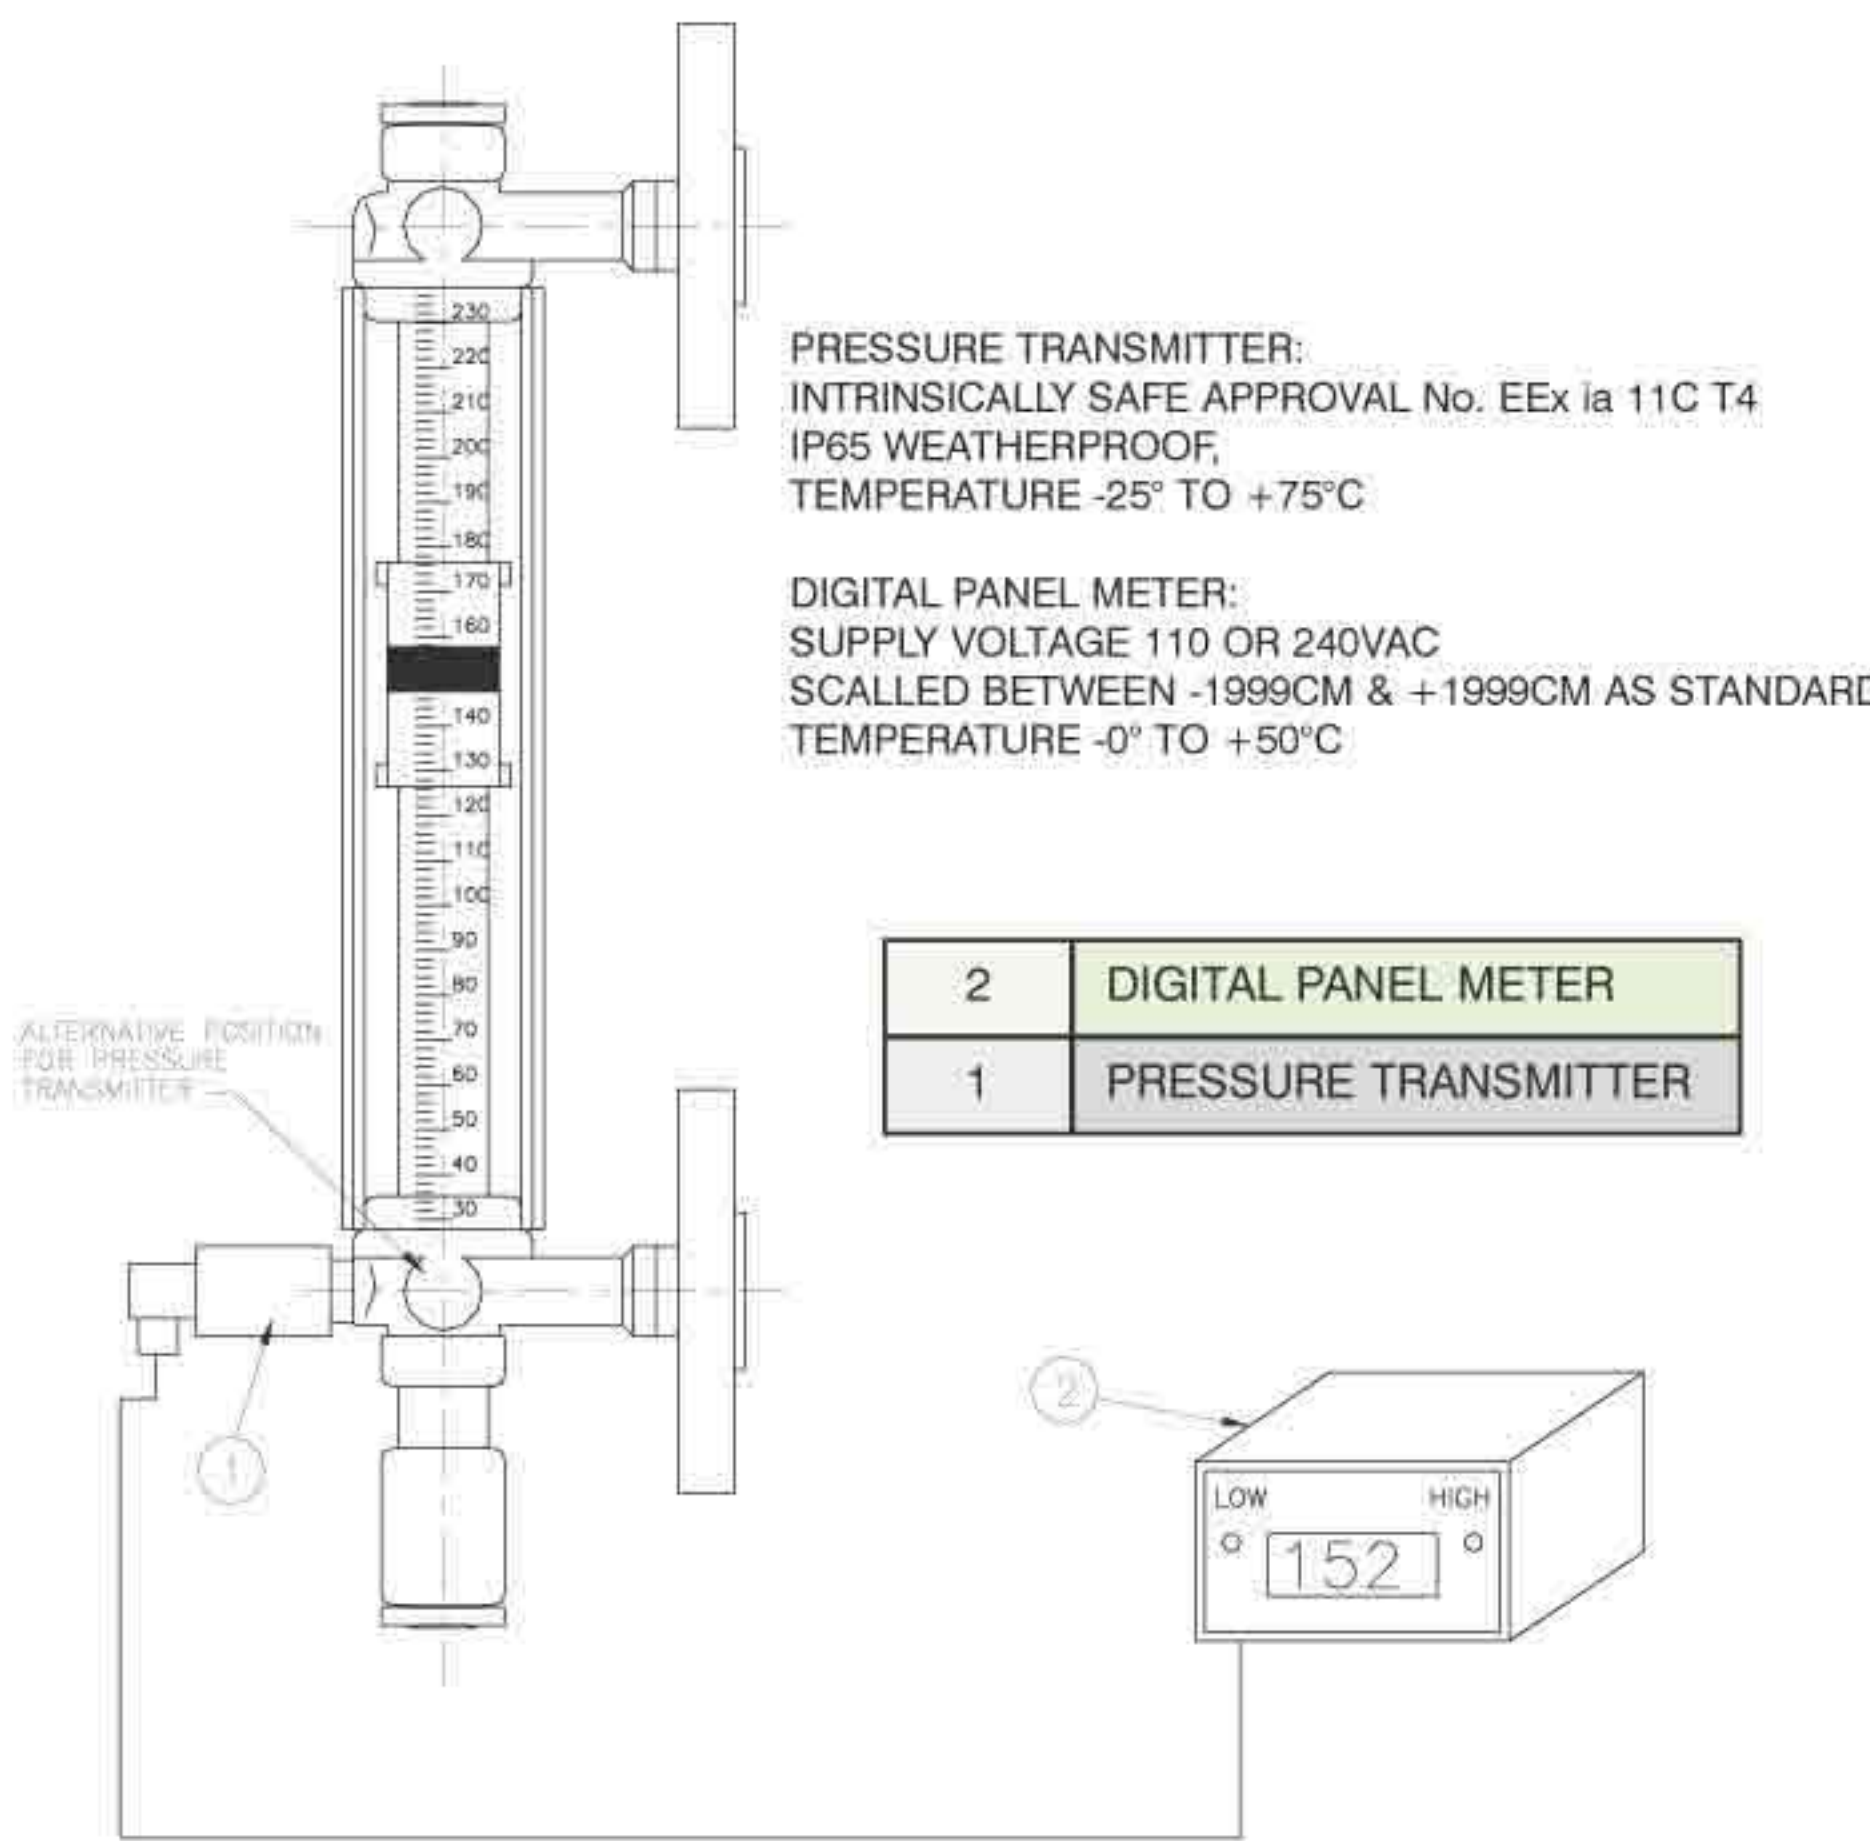 230
220
210
200
190
180
170
160
140
130
120
110
100
90
80
70
60
50
40
30
PRESSURE TRANSMITTER:
INTRINSICALLY SAFE APPROVAL No. EEx ia 11C T4
IP65 WEATHERPROOF,
TEMPERATURE -25° TO +75°C
DIGITAL PANEL METER:
SUPPLY VOLTAGE 110 OR 240VAC
SCALLED BETWEEN -1999CM & +1999CM AS STANDARD
TEMPERATURE -0° TO +50°C
2 DIGITAL PANEL METER
1 PRESSURE TRANSMITTER
ALTERNATIVE POSITION
FOR PRESSURE
TRANSMITTER
1
2
LOW HIGH
152